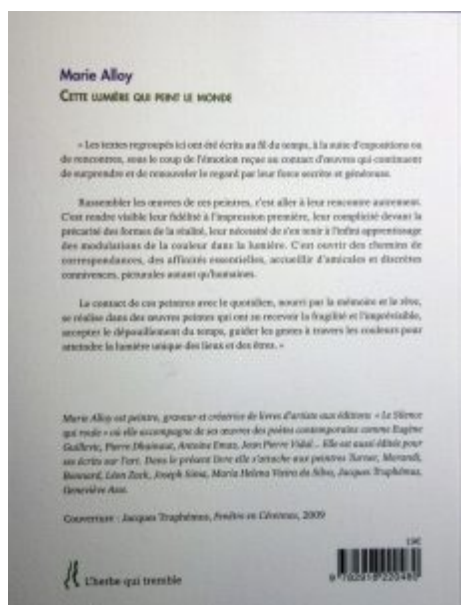 Marie Alloy
CETTE LUMIÈRE QUI PEINT LE MONDE
« Les textes regroupés ici ont été écrits au fil du temps, à la suite d'expositions ou
de rencontres, sous le coup de l'émotion reçue au contact d'œuvres qui continuent
de surprendre et de renouveler le regard par leur force secrète et généreuse.
Rassembler les œuvres de ces peintres, c'est aller à leur rencontre autrement.
C'est rendre visible leur fidélité à l'impression première, leur complicité devant la
précarité des formes de la réalité, leur nécessité de s'en tenir à l'infini apprentissage
des modulations de la couleur dans la lumière. C'est ouvrir des chemins de
correspondances, des affinités essentielles, accueillir d'amicales et discrètes
connivences, picturales autant qu'humaines.
Le contact de ces peintres avec le quotidien, nourri par la mémoire et le rêve,
se réalise dans des œuvres peintes qui ont su recevoir la fragilité et l'imprévisible,
accepter le dépouillement du temps, guider les gestes à travers les couleurs pour
atteindre la lumière unique des lieux et des êtres. »
Marie Alloy est peintre, graveur et créatrice de livres d'artiste aux éditions « Le Silence
qui roule » où elle accompagne de ses œuvres des poètes contemporains comme Eugène
Guillevic, Pierre Dhainaut, Antoine Emaz, Jean Pierre Vidal... Elle est aussi éditée pour
ses écrits sur l'art. Dans le présent livre elle s'attache aux peintres Turner, Morandi,
Bonnard, Léon Zack, Joseph Sima, Maria Helena Vieira da Silva, Jacques Truphémus,
Geneviève Asse.
Couverture : Jacques Truphémus, Fenêtre en Cévennes, 2009
19€
L'herbe qui tremble
9 782918 220480